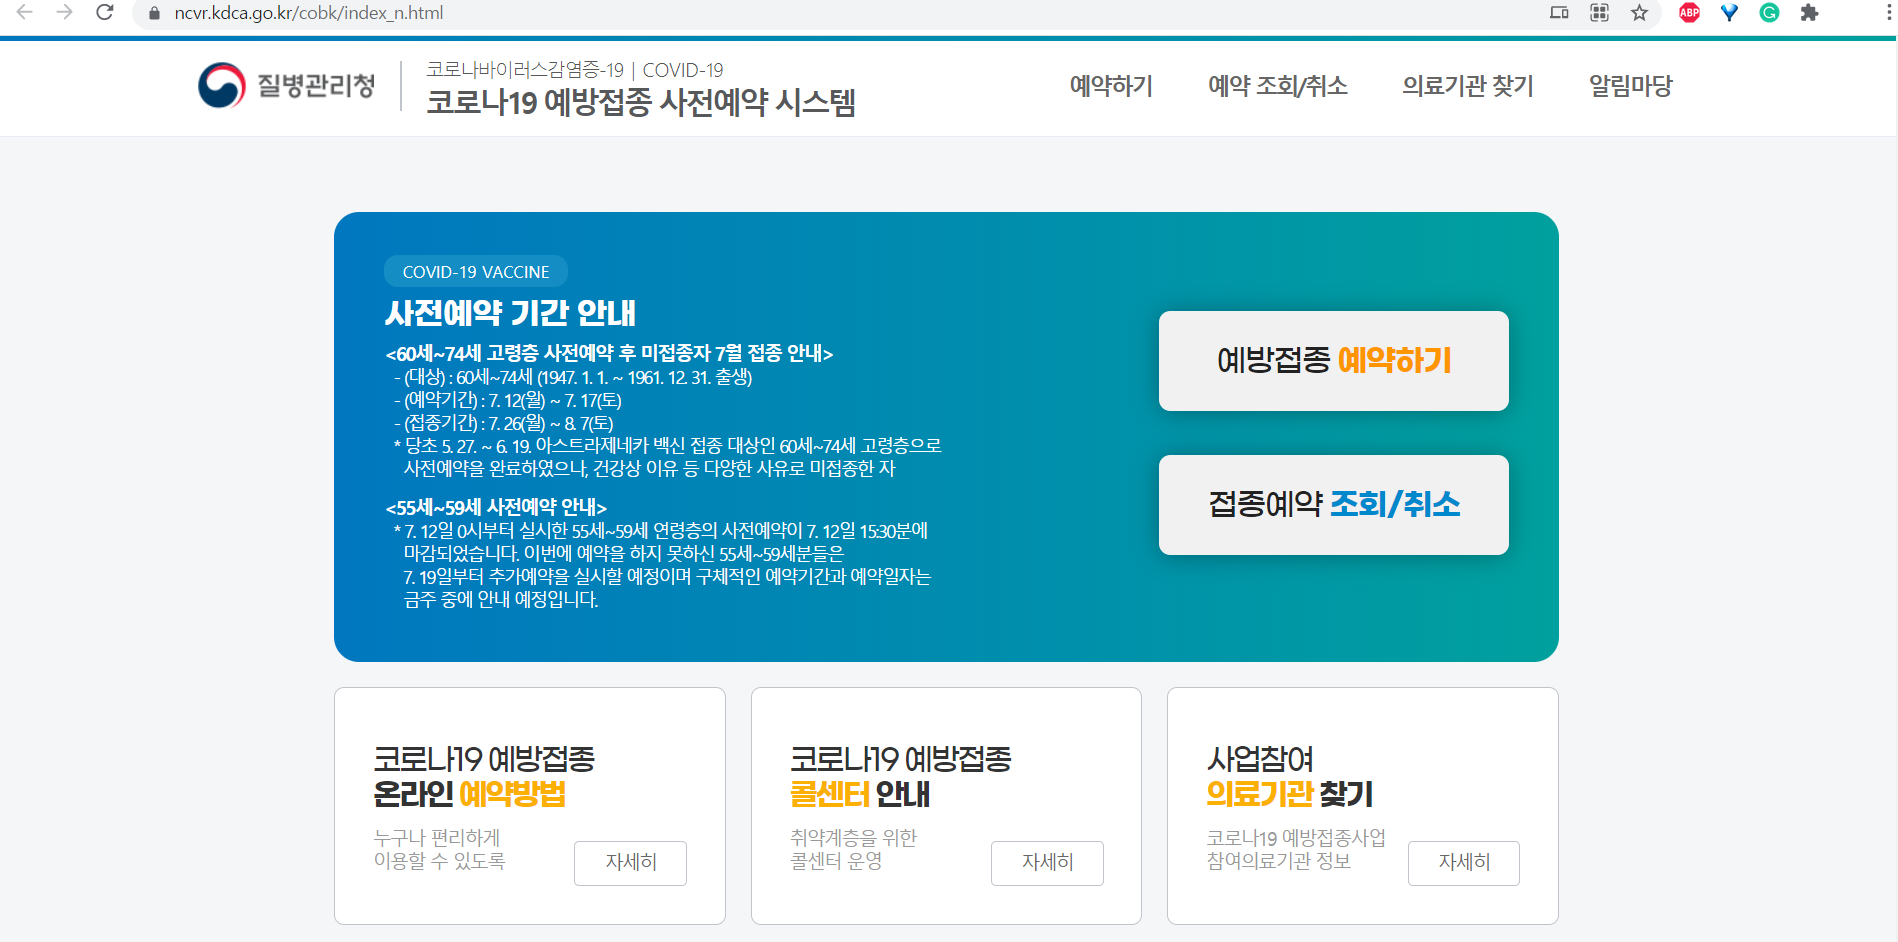 ncvr.kdca.go.kr/cobk/index_n.html
ABP
질병관리청
코로나바이러스감염증-19 | COVID-19
코로나19 예방접종 사전예약 시스템
예약하기 예약 조회/취소 의료기관 찾기 알림마당
COVID-19 VACCINE
사전예약 기간 안내
<60세~74세 고령층 사전예약 후 미접종자 7월 접종 안내>
- (대상) : 60세~74세 (1947. 1. 1. ~ 1961. 12. 31. 출생)
- (예약기간) : 7. 12(월) ~ 7. 17(토)
- (접종기간) : 7. 26(월) ~ 8. 7(토)
* 당초 5. 27. ~ 6. 19. 아스트라제네카 백신 접종 대상인 60세~74세 고령층으로
사전예약을 완료하였으나, 건강상 이유 등 다양한 사유로 미접종한 자
<55세~59세 사전예약 안내>
* 7. 12일 0시부터 실시한 55세~59세 연령층의 사전예약이 7. 12일 15:30분에
마감되었습니다. 이번에 예약을 하지 못하신 55세~59세분들은
7. 19일부터 추가예약을 실시할 예정이며 구체적인 예약기간과 예약일자는
금주 중에 안내 예정입니다.
예방접종 예약하기
접종예약 조회/취소
코로나19 예방접종
온라인 예약방법
누구나 편리하게
이용할 수 있도록
자세히
코로나19 예방접종
콜센터 안내
취약계층을 위한
콜센터 운영
자세히
사업참여
의료기관 찾기
코로나19 예방접종사업
참여의료기관 정보
자세히